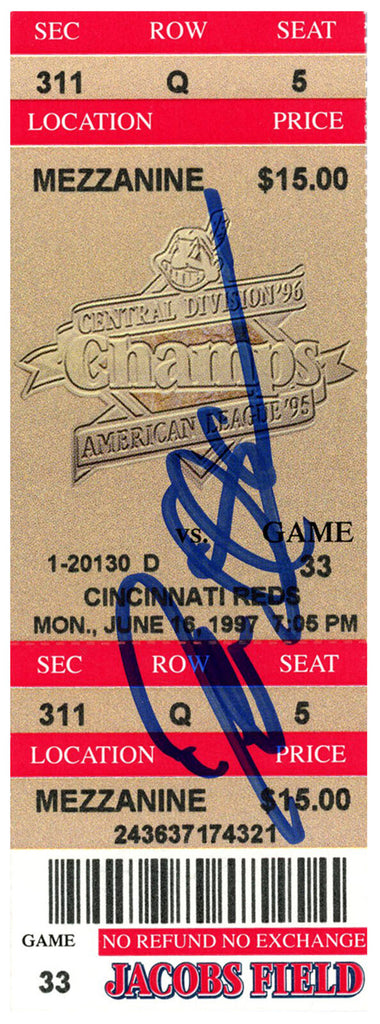 SEC ROW SEAT
311 Q 5
LOCATION PRICE
MEZZANINE $15.00
CENTRAL DIVISION '96
Champs
AMERICAN LEAGUE '95
vs. GAME
1-20130 D 33
CINCINNATI REDS
MON., JUNE 16, 1997 7:05 PM
SEC ROW SEAT
311 Q 5
LOCATION PRICE
MEZZANINE $15.00
243637174321
GAME NO REFUND NO EXCHANGE
33 JACOBS FIELD